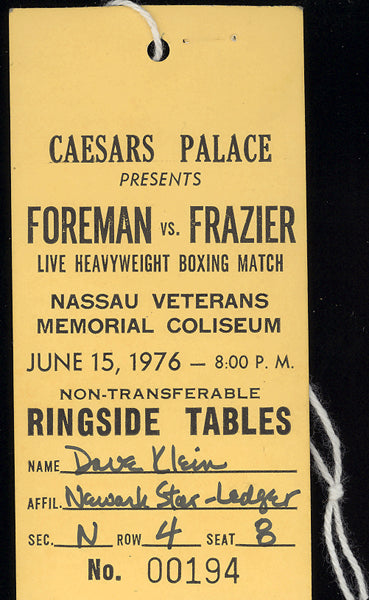 CAESARS PALACE
PRESENTS
FOREMAN VS. FRAZIER
LIVE HEAVYWEIGHT BOXING MATCH
NASSAU VETERANS
MEMORIAL COLISEUM
JUNE 15, 1976 — 8:00 P. M.
NON-TRANSFERABLE
RINGSIDE TABLES
NAME Dave Klein
AFFIL. Newark Star-Ledger
SEC. N ROW 4 SEAT 8
No. 00194